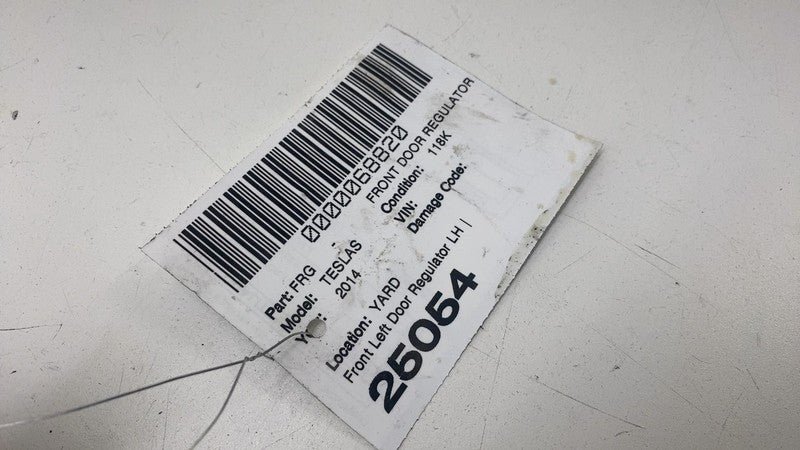 0000068820
Part: FRG FRONT DOOR REGULATOR
Model: TESLAS Condition: 118K
2014 VIN:
Damage Code:
Location: YARD
Front Left Door Regulator LH |
25054